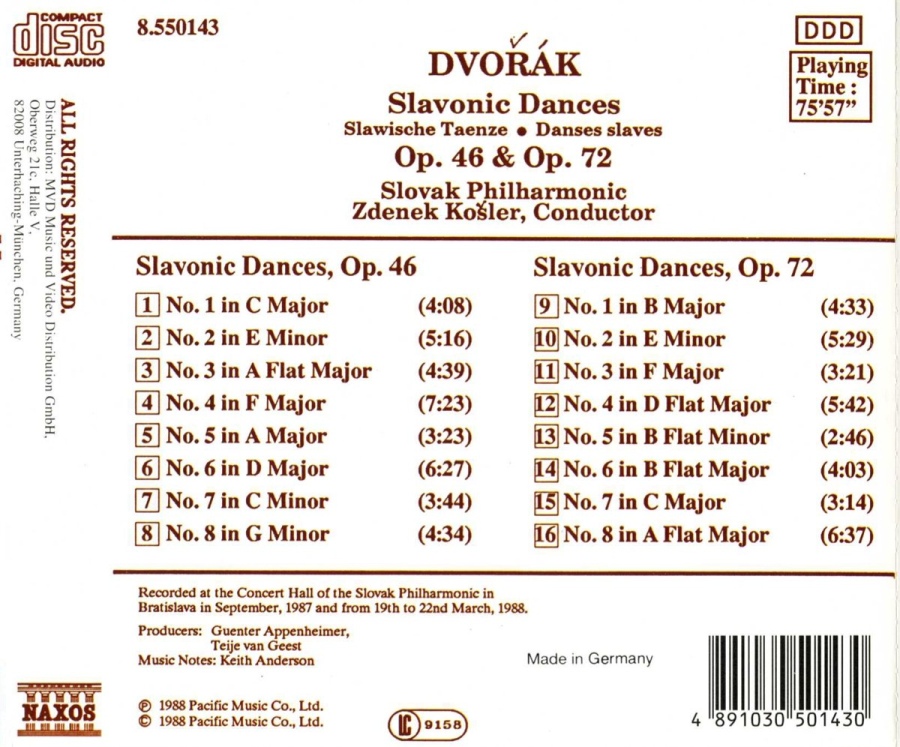 COMPACT
disc
DIGITAL AUDIO
8.550143
DDD
Playing
Time :
75'57"
DVOŘÁK
Slavonic Dances
Slawische Taenze • Danses slaves
Op. 46 & Op. 72
Slovak Philharmonic
Zdenek Košler, Conductor
ALL RIGHTS RESERVED.
Distribution: MVD Music und Video Distribution GmbH.
Oberweg 21c, Halle V.
82008 Unterhaching-München, Germany
Slavonic Dances, Op. 46
1 No. 1 in C Major (4:08)
2 No. 2 in E Minor (5:16)
3 No. 3 in A Flat Major (4:39)
4 No. 4 in F Major (7:23)
5 No. 5 in A Major (3:23)
6 No. 6 in D Major (6:27)
7 No. 7 in C Minor (3:44)
8 No. 8 in G Minor (4:34)
Slavonic Dances, Op. 72
9 No. 1 in B Major (4:33)
10 No. 2 in E Minor (5:29)
11 No. 3 in F Major (3:21)
12 No. 4 in D Flat Major (5:42)
13 No. 5 in B Flat Minor (2:46)
14 No. 6 in B Flat Major (4:03)
15 No. 7 in C Major (3:14)
16 No. 8 in A Flat Major (6:37)
Recorded at the Concert Hall of the Slovak Philharmonic in
Bratislava in September, 1987 and from 19th to 22nd March, 1988.
Producers: Guenter Appenheimer,
Teije van Geest
Music Notes: Keith Anderson
Made in Germany
℗ 1988 Pacific Music Co., Ltd.
© 1988 Pacific Music Co., Ltd.
NAXOS
LC 9158
4 891030 501430